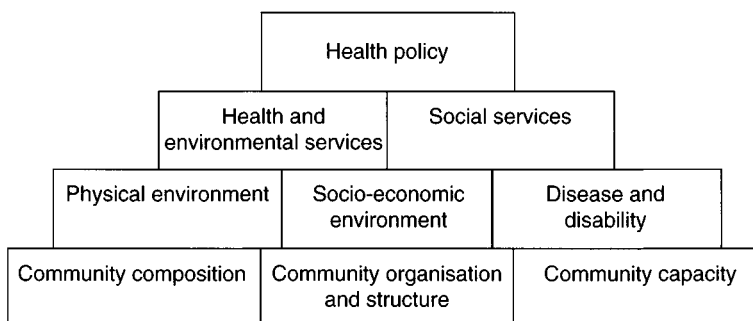 Health policy
Health and
environmental services
Social services
Physical environment
Socio-economic
environment
Disease and
disability
Community composition
Community organisation
and structure
Community capacity